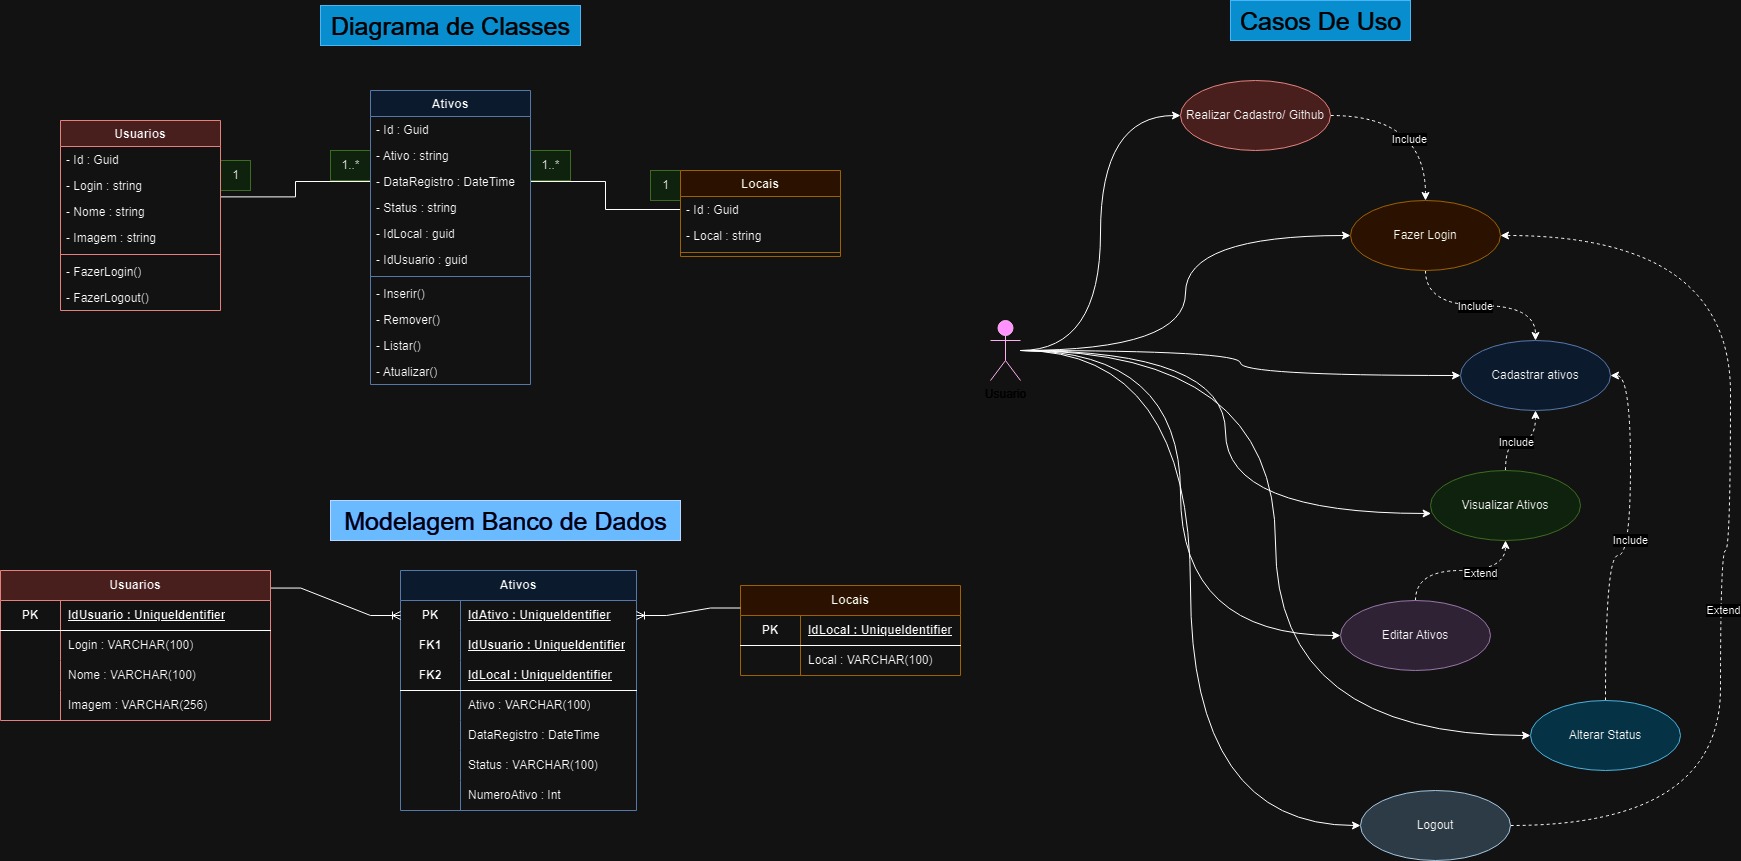 Diagrama de Classes
Usuarios
- Id : Guid
- Login : string
- Nome : string
- Imagem : string
- FazerLogin()
- FazerLogout()
1
1..*
Ativos
- Id : Guid
- Ativo : string
- DataRegistro : DateTime
- Status : string
- IdLocal : guid
- IdUsuario : guid
- Inserir()
- Remover()
- Listar()
- Atualizar()
1..*
1
Locais
- Id : Guid
- Local : string
Modelagem Banco de Dados
Usuarios
PK IdUsuario : UniqueIdentifier
Login : VARCHAR(100)
Nome : VARCHAR(100)
Imagem : VARCHAR(256)
Ativos
PK IdAtivo : UniqueIdentifier
FK1 IdUsuario : UniqueIdentifier
FK2 IdLocal : UniqueIdentifier
Ativo : VARCHAR(100)
DataRegistro : DateTime
Status : VARCHAR(100)
NumeroAtivo : Int
Locais
PK IdLocal : UniqueIdentifier
Local : VARCHAR(100)
Casos De Uso
Realizar Cadastro/ Github
Include
Fazer Login
Include
Usuario
Cadastrar ativos
Include
Visualizar Ativos
Include
Extend
Extend
Editar Ativos
Alterar Status
Logout